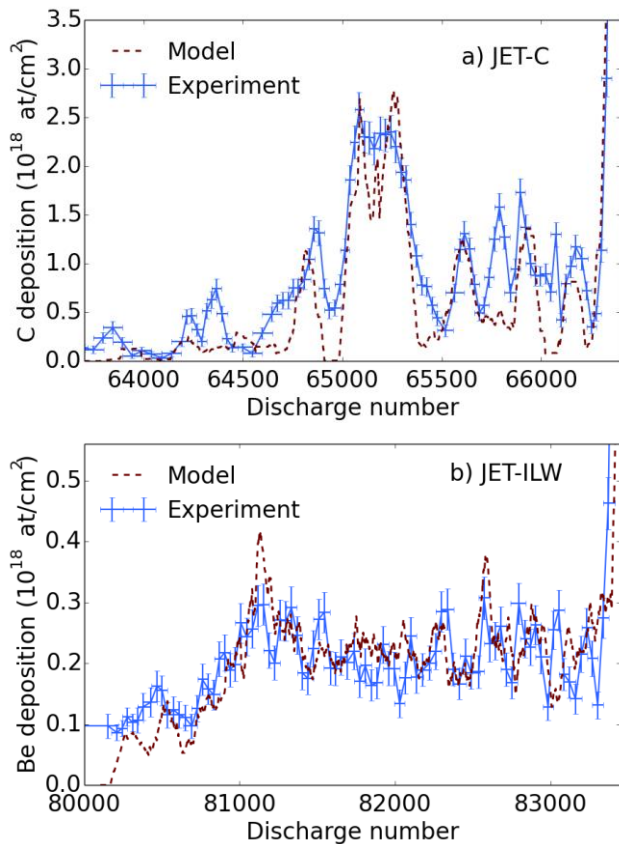 3.5
3.0
2.5
2.0
1.5
1.0
0.5
0.0
C deposition (10^18 at/cm^2)
Model
Experiment
a) JET-C
64000 64500 65000 65500 66000
Discharge number
0.5
0.4
0.3
0.2
0.1
0.0
Be deposition (10^18 at/cm^2)
Model
Experiment
b) JET-ILW
80000 81000 82000 83000
Discharge number